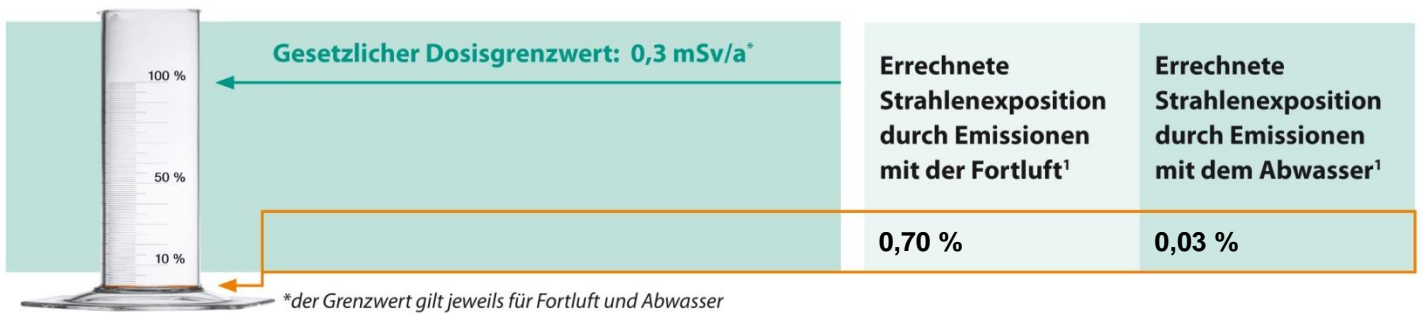 Gesetzlicher Dosisgrenzwert: 0,3 mSv/a*
100 %
50 %
10 %
Errechnete
Strahlenexposition
durch Emissionen
mit der Fortluft¹
Errechnete
Strahlenexposition
durch Emissionen
mit dem Abwasser¹
0,70 %
0,03 %
*der Grenzwert gilt jeweils für Fortluft und Abwasser